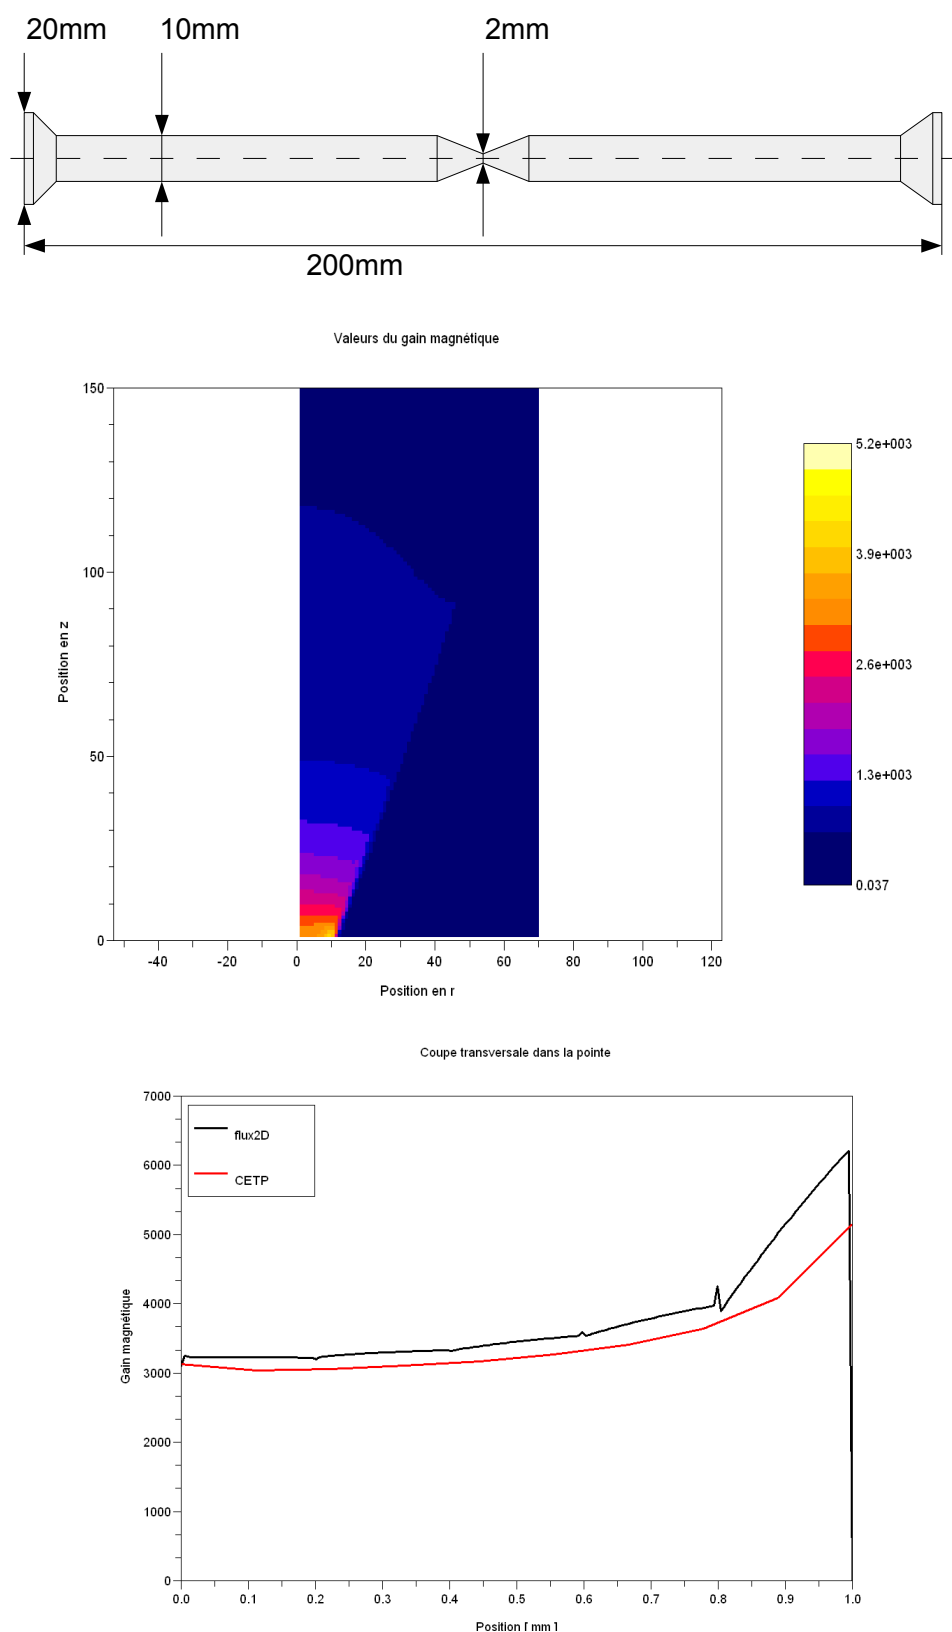 20mm 10mm 2mm
200mm
Valeurs du gain magnétique
150
100
50
0
Position en z
-40 -20 0 20 40 60 80 100 120
Position en r
5.2e+003
3.9e+003
2.6e+003
1.3e+003
0.037
Coupe transversale dans la pointe
7000
6000
5000
4000
3000
2000
1000
0
Gain magnétique
flux2D
CETP
0.0 0.1 0.2 0.3 0.4 0.5 0.6 0.7 0.8 0.9 1.0
Position [ mm ]